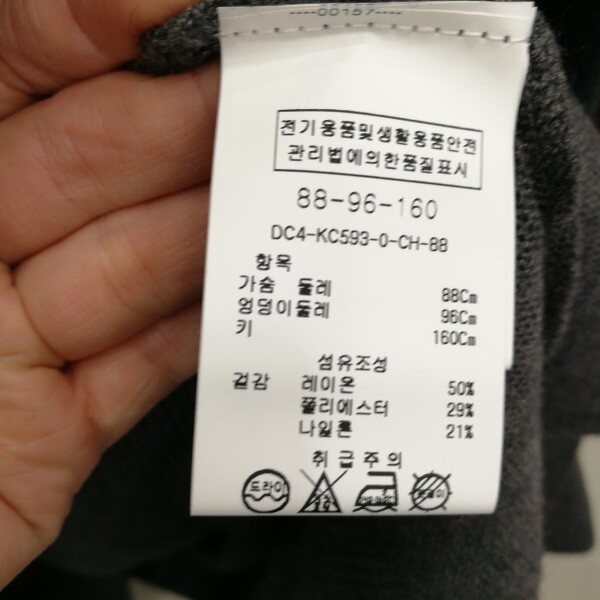 ----00157----
전기용품및생활용품안전
관리법에의한품질표시
88-96-160
DC4-KC593-0-CH-88
항목
가슴 둘레 88Cm
엉덩이둘레 96Cm
키 160Cm
섬유조성
겉감 레이온 50%
폴리에스터 29%
나일론 21%
취급주의
드라이